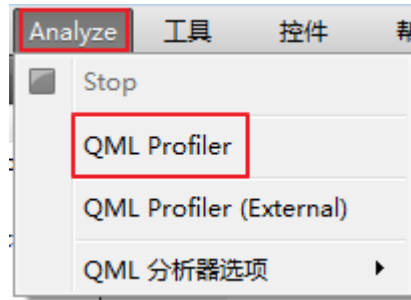 Analyze 工具 控件
Stop
QML Profiler
QML Profiler (External)
QML 分析器选项